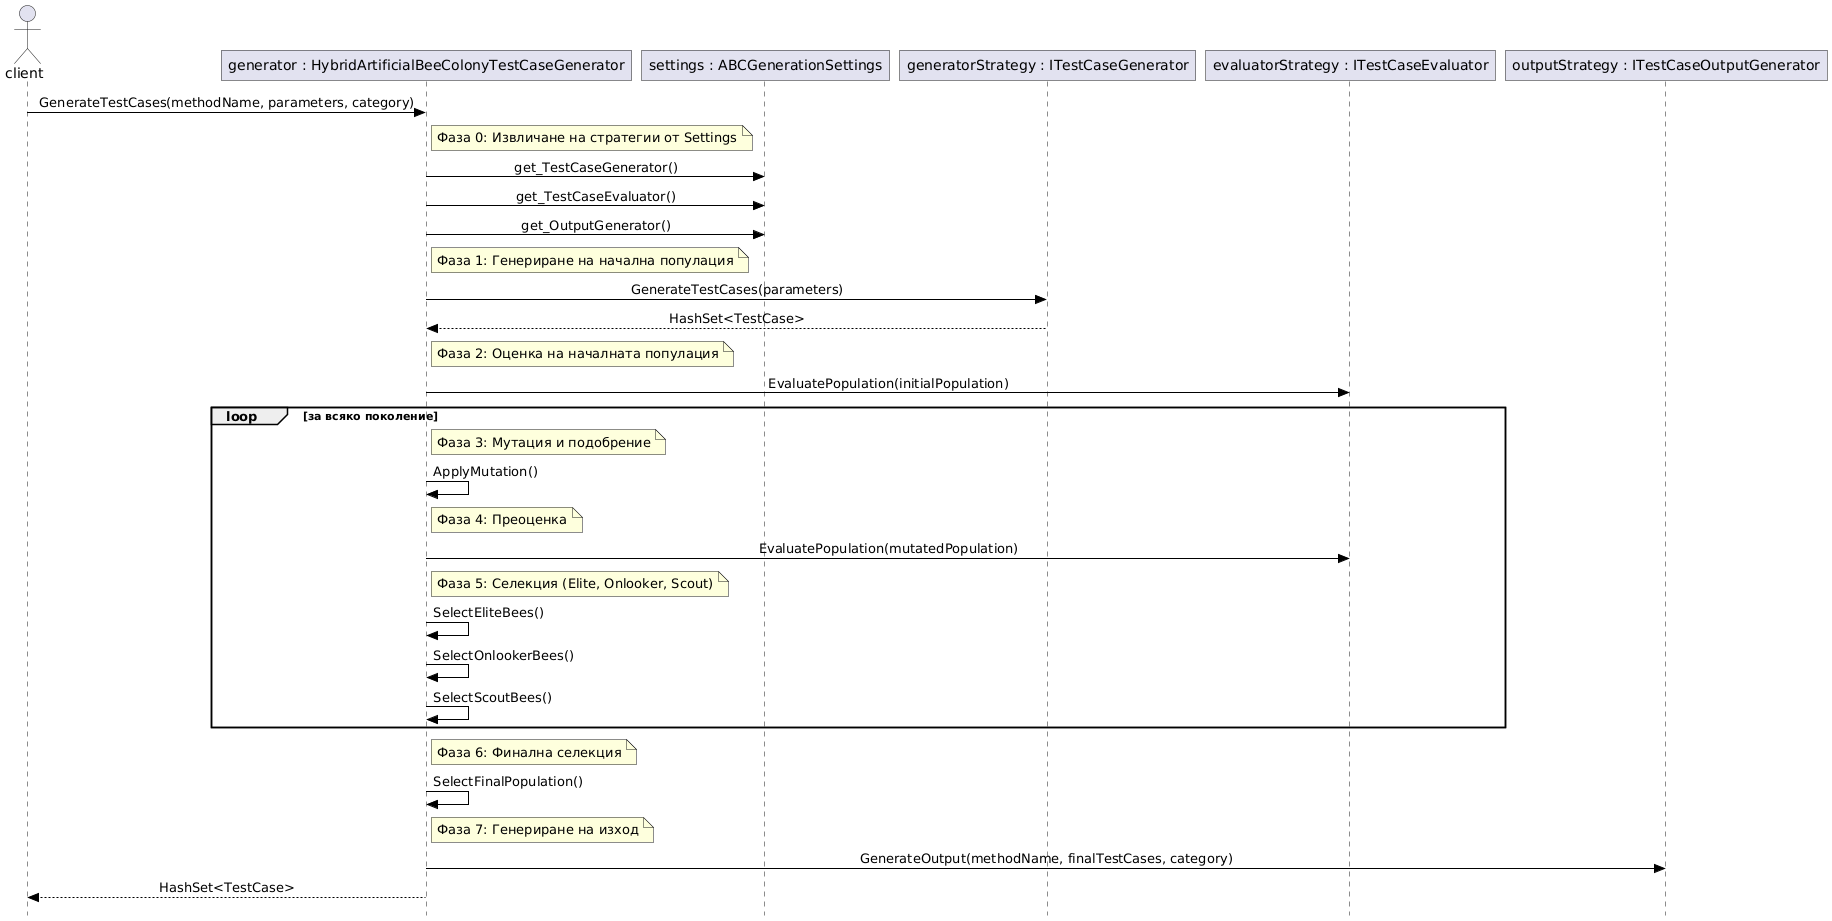 client
generator : HybridArtificialBeeColonyTestCaseGenerator
settings : ABCGenerationSettings
generatorStrategy : ITestCaseGenerator
evaluatorStrategy : ITestCaseEvaluator
outputStrategy : ITestCaseOutputGenerator
GenerateTestCases(methodName, parameters, category)
Фаза 0: Извличане на стратегии от Settings
get_TestCaseGenerator()
get_TestCaseEvaluator()
get_OutputGenerator()
Фаза 1: Генериране на начална популация
GenerateTestCases(parameters)
HashSet<TestCase>
Фаза 2: Оценка на началната популация
EvaluatePopulation(initialPopulation)
loop [за всяко поколение]
Фаза 3: Мутация и подобрение
ApplyMutation()
Фаза 4: Преоценка
EvaluatePopulation(mutatedPopulation)
Фаза 5: Селекция (Elite, Onlooker, Scout)
SelectEliteBees()
SelectOnlookerBees()
SelectScoutBees()
Фаза 6: Финална селекция
SelectFinalPopulation()
Фаза 7: Генериране на изход
GenerateOutput(methodName, finalTestCases, category)
HashSet<TestCase>